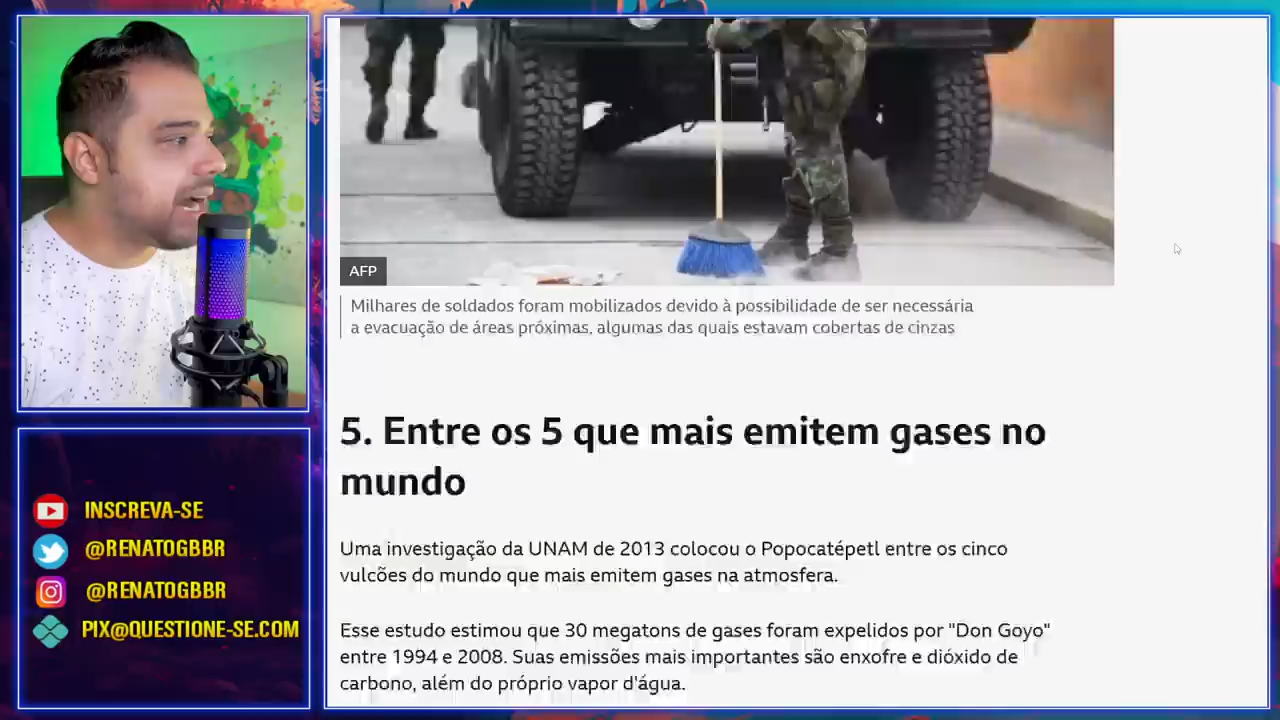 AFP
Milhares de soldados foram mobilizados devido à possibilidade de ser necessária
a evacuação de áreas próximas, algumas das quais estavam cobertas de cinzas
5. Entre os 5 que mais emitem gases no
mundo
Uma investigação da UNAM de 2013 colocou o Popocatépetl entre os cinco
vulcões do mundo que mais emitem gases na atmosfera.
Esse estudo estimou que 30 megatons de gases foram expelidos por "Don Goyo"
entre 1994 e 2008. Suas emissões mais importantes são enxofre e dióxido de
carbono, além do próprio vapor d'água.
INSCREVA-SE
@RENATOGBBR
@RENATOGBBR
PIX@QUESTIONE-SE.COM